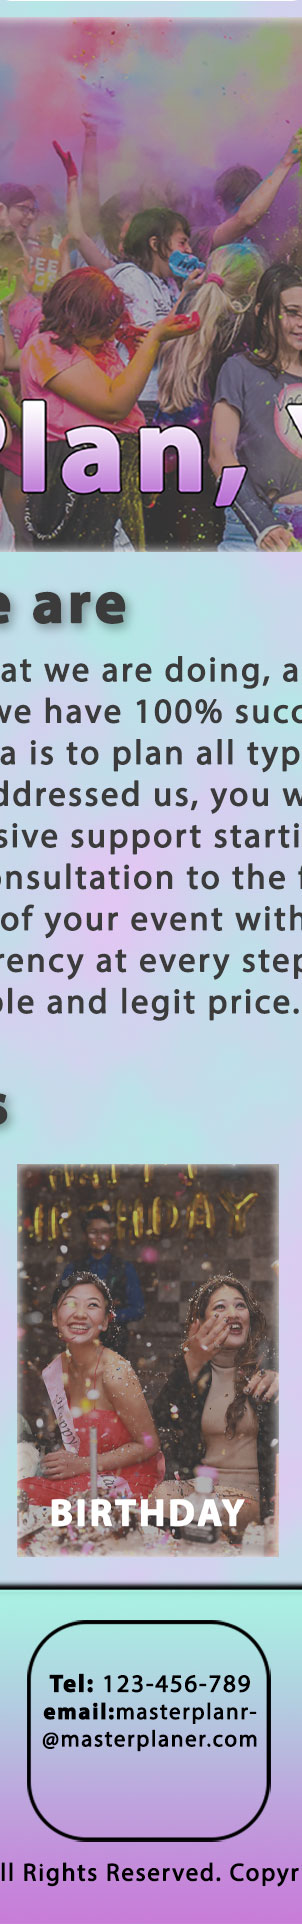 Plan,
e are
at we are doing, a
we have 100% succ
a is to plan all typ
ddressed us, you w
sive support starti
onsultation to the f
of your event with
rency at every step
ole and legit price.
s
BIRTHDAY
BIRTHDAY
Tel: 123-456-789
email:masterplanr-
@masterplaner.com
ll Rights Reserved. Copyr